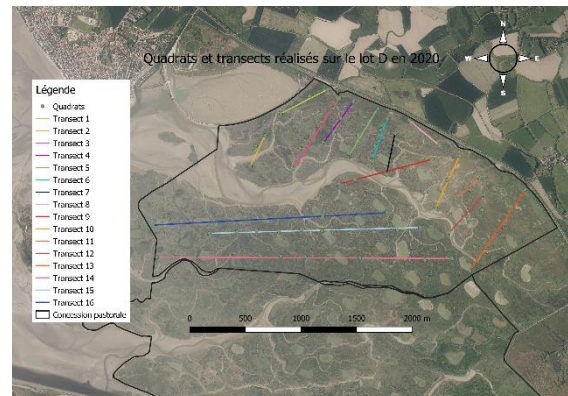 Quadrats et transects réalisés sur le lot D en 2020
N
W
E
S
Légende
Quadrats
Transect 1
Transect 2
Transect 3
Transect 4
Transect 5
Transect 6
Transect 7
Transect 8
Transect 9
Transect 10
Transect 11
Transect 12
Transect 13
Transect 14
Transect 15
Transect 16
Concession pastorale
0 500 1000 1500 2000 m